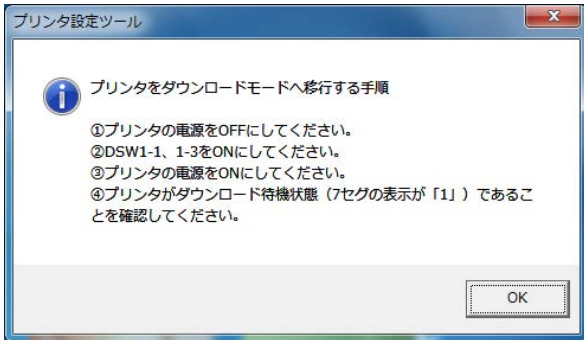 プリンタ設定ツール
プリンタをダウンロードモードへ移行する手順
①プリンタの電源をOFFにしてください。
②DSW1-1、1-3をONにしてください。
③プリンタの電源をONにしてください。
④プリンタがダウンロード待機状態（7セグの表示が「1」）であるこ
とを確認してください。
OK